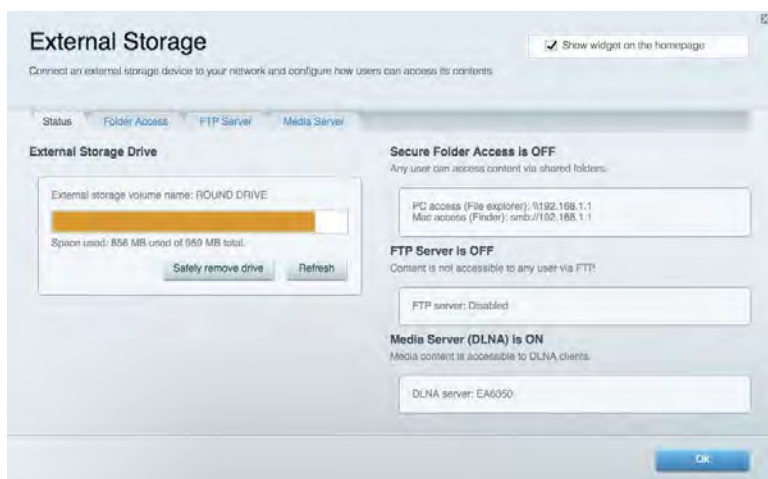 External Storage
Show widget on the homepage
Connect an external storage device to your network and configure how users can access its contents.
Status Folder Access FTP Server Media Server
External Storage Drive
External storage volume name: ROUND DRIVE
Space used: 856 MB used of 959 MB total.
Safely remove drive Refresh
Secure Folder Access is OFF
Any user can access content via shared folders.
PC access (File explorer): \\192.168.1.1
Mac access (Finder): smb://192.168.1.1
FTP Server is OFF
Content is not accessible to any user via FTP.
FTP server: Disabled
Media Server (DLNA) is ON
Media content is accessible to DLNA clients.
DLNA server: EA6350
Ok